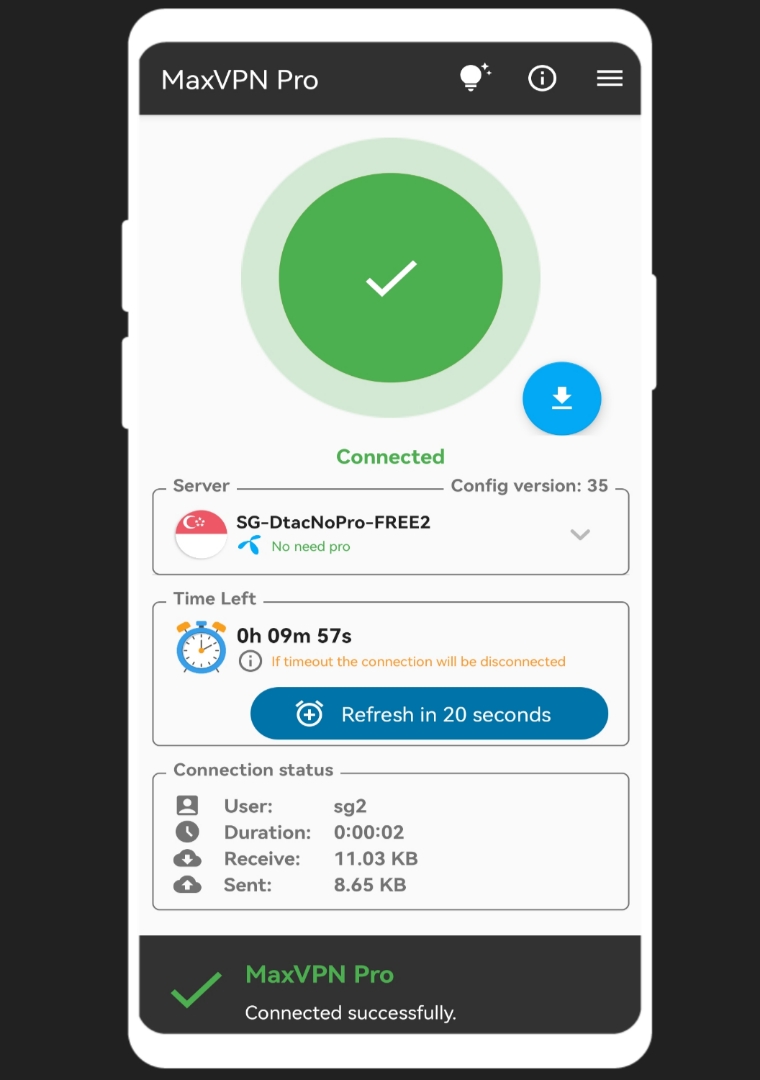 MaxVPN Pro
Connected
Server
Config version: 35
SG-DtacNoPro-FREE2
No need pro
Time Left
0h 09m 57s
If timeout the connection will be disconnected
Refresh in 20 seconds
Connection status
User: sg2
Duration: 0:00:02
Receive: 11.03 KB
Sent: 8.65 KB
MaxVPN Pro
Connected successfully.